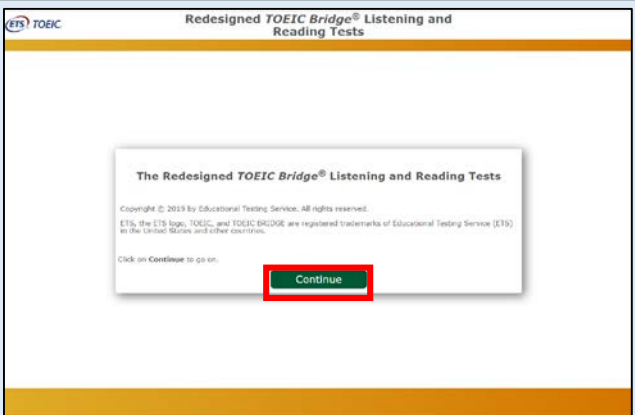 ETS TOEIC
Redesigned TOEIC Bridge® Listening and
Reading Tests
The Redesigned TOEIC Bridge® Listening and Reading Tests
Copyright © 2019 by Educational Testing Service. All rights reserved.
ETS, the ETS logo, TOEIC, and TOEIC BRIDGE are registered trademarks of Educational Testing Service (ETS)
in the United States and other countries.
Click on Continue to go on.
Continue